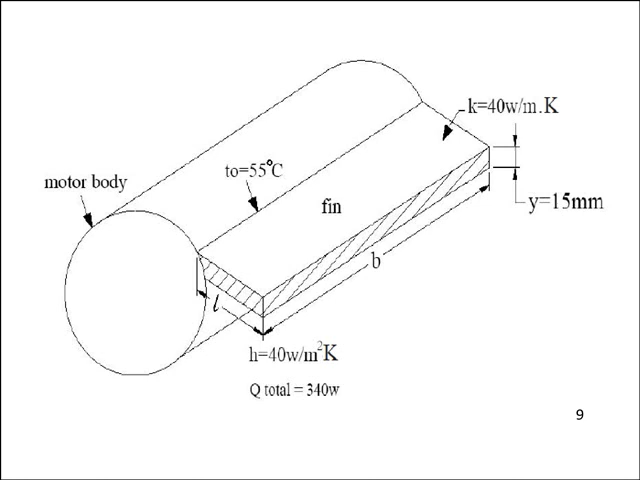 k=40w/m.K
to=55°C
motor body
fin
y=15mm
b
l
h=40w/m²K
Q total = 340w
9